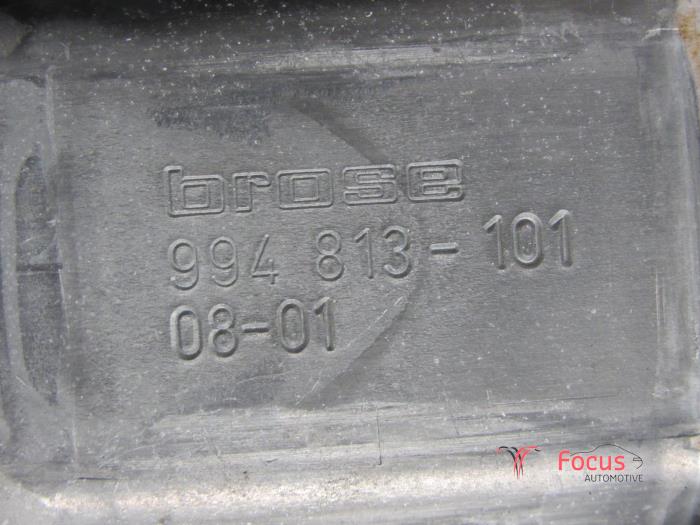 brose
994 813-101
08-01
Focus
AUTOMOTIVE